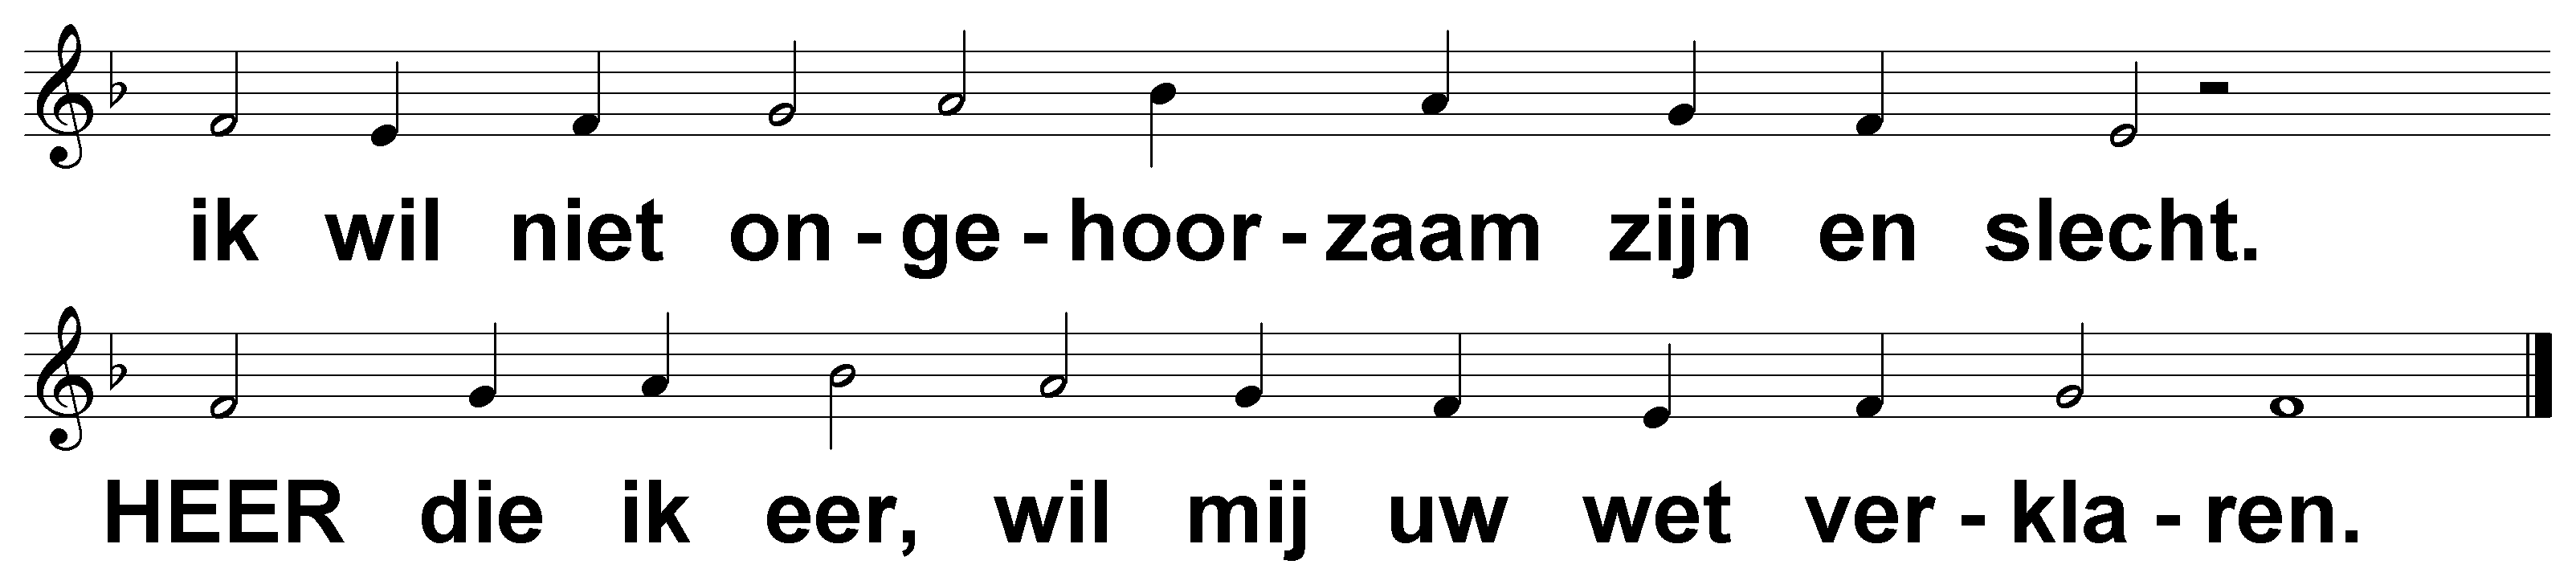 ik wil niet on - ge - hoor - zaam zijn en slecht.
HEER die ik eer, wil mij uw wet ver - kla - ren.